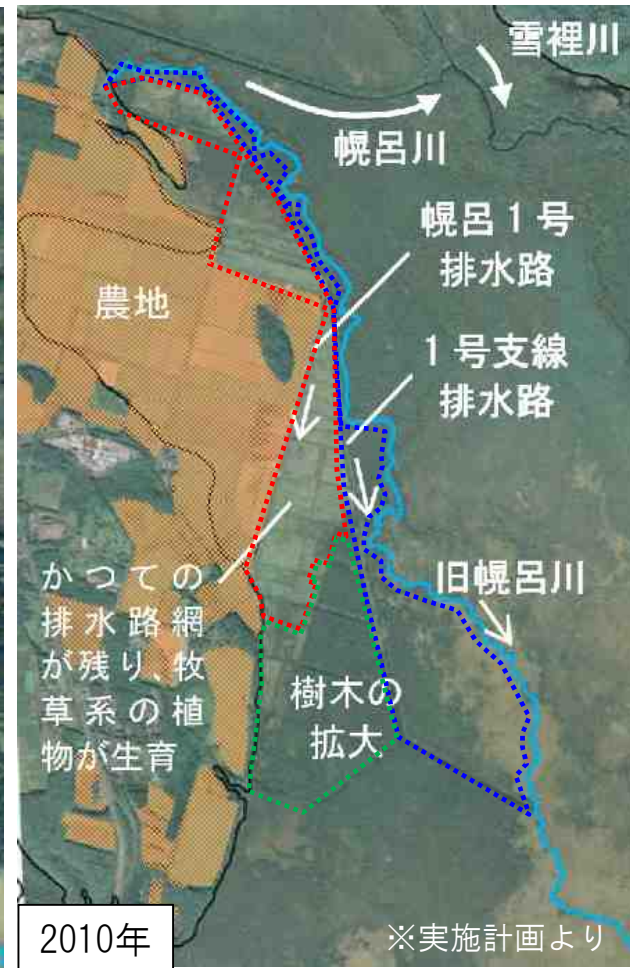 雪裡川
幌呂川
幌呂1号
排水路
農地
1号支線
排水路
旧幌呂川
かつての
排水路網
が残り、牧
草系の植
物が生育
樹木の
拡大
2010年
※実施計画より